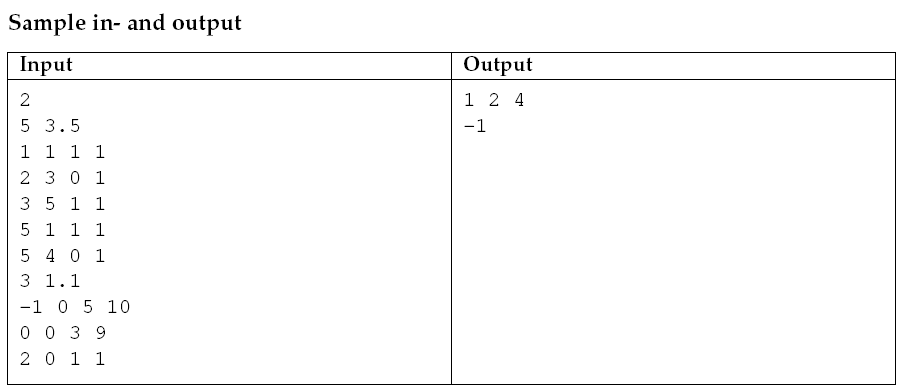 Sample in- and output
Input Output
2 1 2 4
5 3.5 -1
1 1 1 1
2 3 0 1
3 5 1 1
5 1 1 1
5 4 0 1
3 1.1
-1 0 5 10
0 0 3 9
2 0 1 1